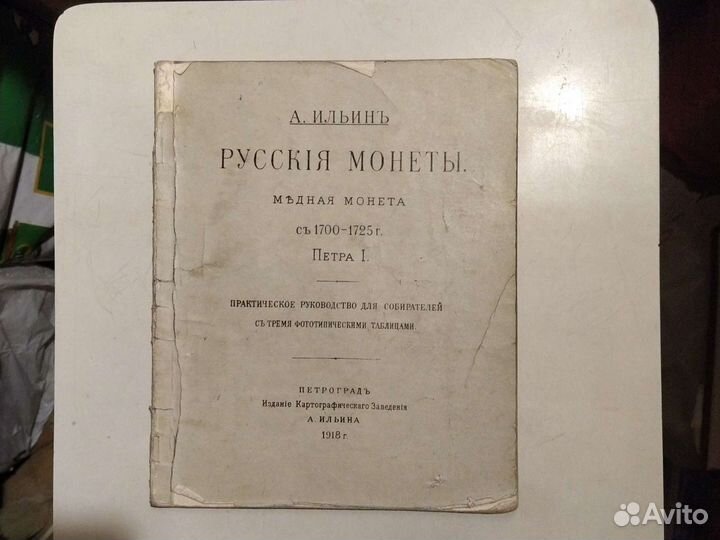 А. ИЛЬИНЪ
РУССКІЯ МОНЕТЫ.
МѢДНАЯ МОНЕТА
съ 1700-1725 г.
ПЕТРА I.
ПРАКТИЧЕСКОЕ РУКОВОДСТВО ДЛЯ СОБИРАТЕЛЕЙ
СЪ ТРЕМЯ ФОТОТИПИЧЕСКИМИ ТАБЛИЦАМИ.
ПЕТРОГРАДЪ
Изданіе Картографическаго Заведенія
А. ИЛЬИНА
1918 г.
Avito